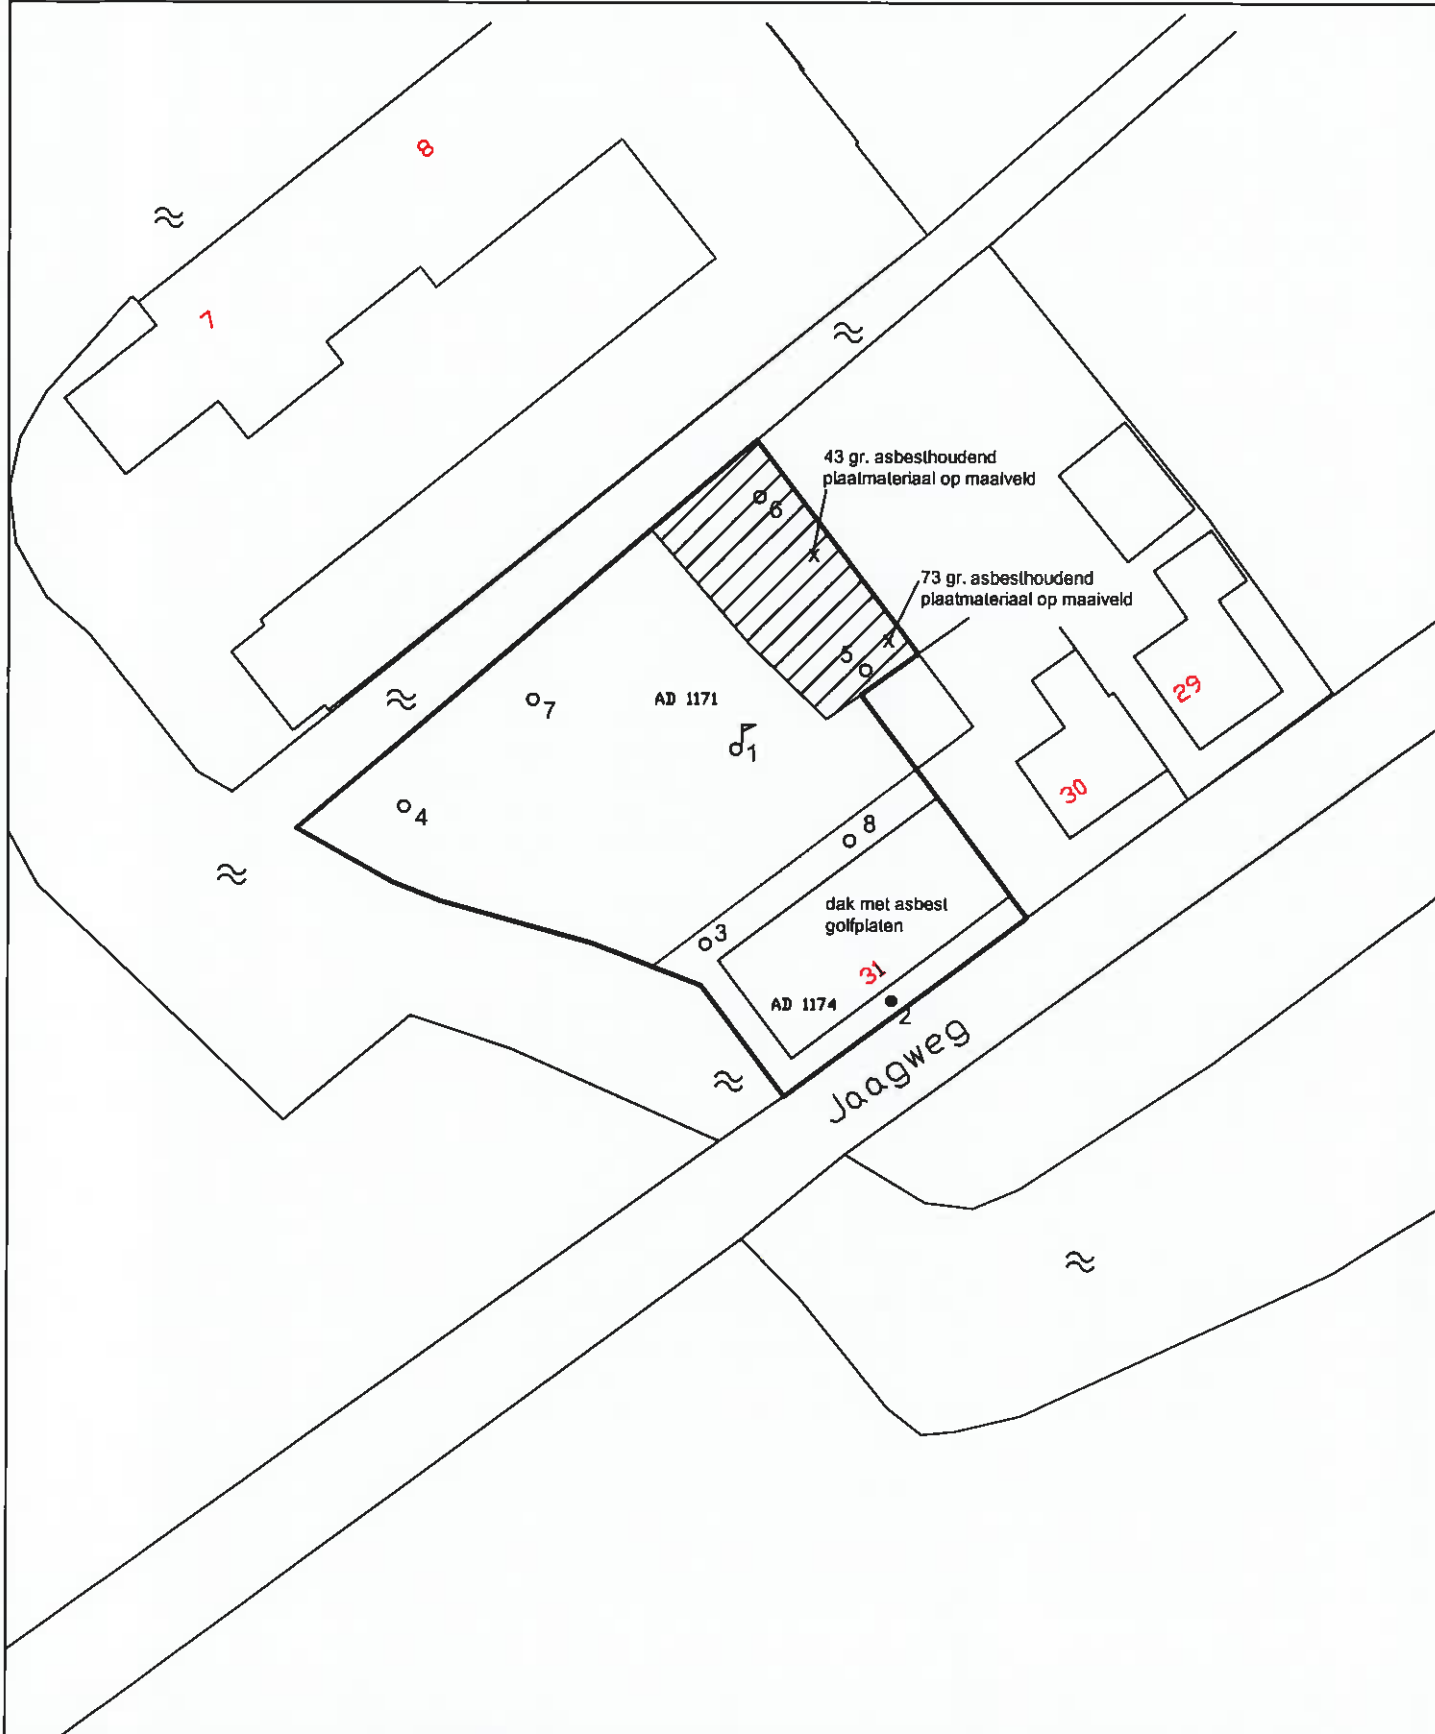 8
7
43 gr. asbesthoudend
plaatmateriaal op maaiveld
6
73 gr. asbesthoudend
plaatmateriaal op maaiveld
5
29
AD 1171
7
1
30
4
8
dak met asbest
golfplaten
3
31
AD 1174
2
Jaagweg